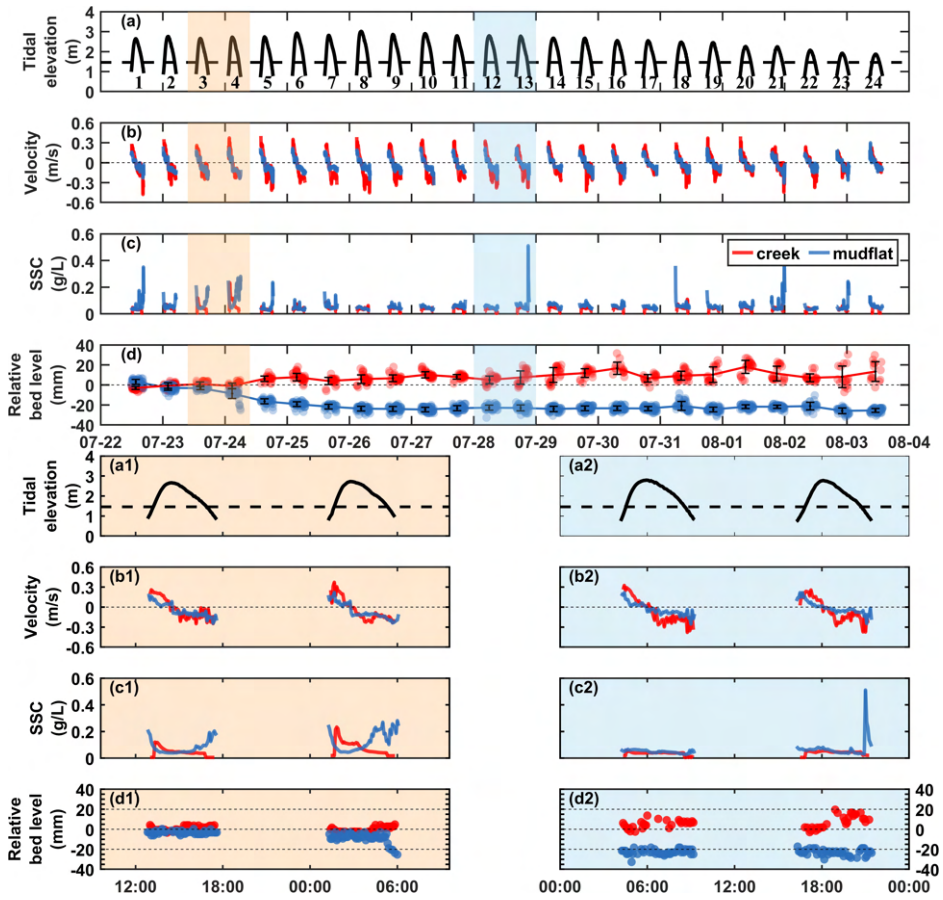 (a)
Tidal
elevation
(m)
4
3
2
1
0
1 2 3 4 5 6 7 8 9 10 11 12 13 14 15 16 17 18 19 20 21 22 23 24
(b)
Velocity
(m/s)
0.6
0.3
0
-0.3
-0.6
(c)
SSC
(g/L)
0.6
0.4
0.2
0
creek mudflat
(d)
Relative
bed level
(mm)
40
20
0
-20
-40
07-22 07-23 07-24 07-25 07-26 07-27 07-28 07-29 07-30 07-31 08-01 08-02 08-03 08-04
(a1)
Tidal
elevation
(m)
4
3
2
1
0
(a2)
(b1)
Velocity
(m/s)
0.6
0.3
0
-0.3
-0.6
(b2)
(c1)
SSC
(g/L)
0.6
0.4
0.2
0
(c2)
(d1)
Relative
bed level
(mm)
40
20
0
-20
-40
(d2)
40
20
0
-20
-40
12:00 18:00 00:00 06:00
00:00 06:00 12:00 18:00 00:00